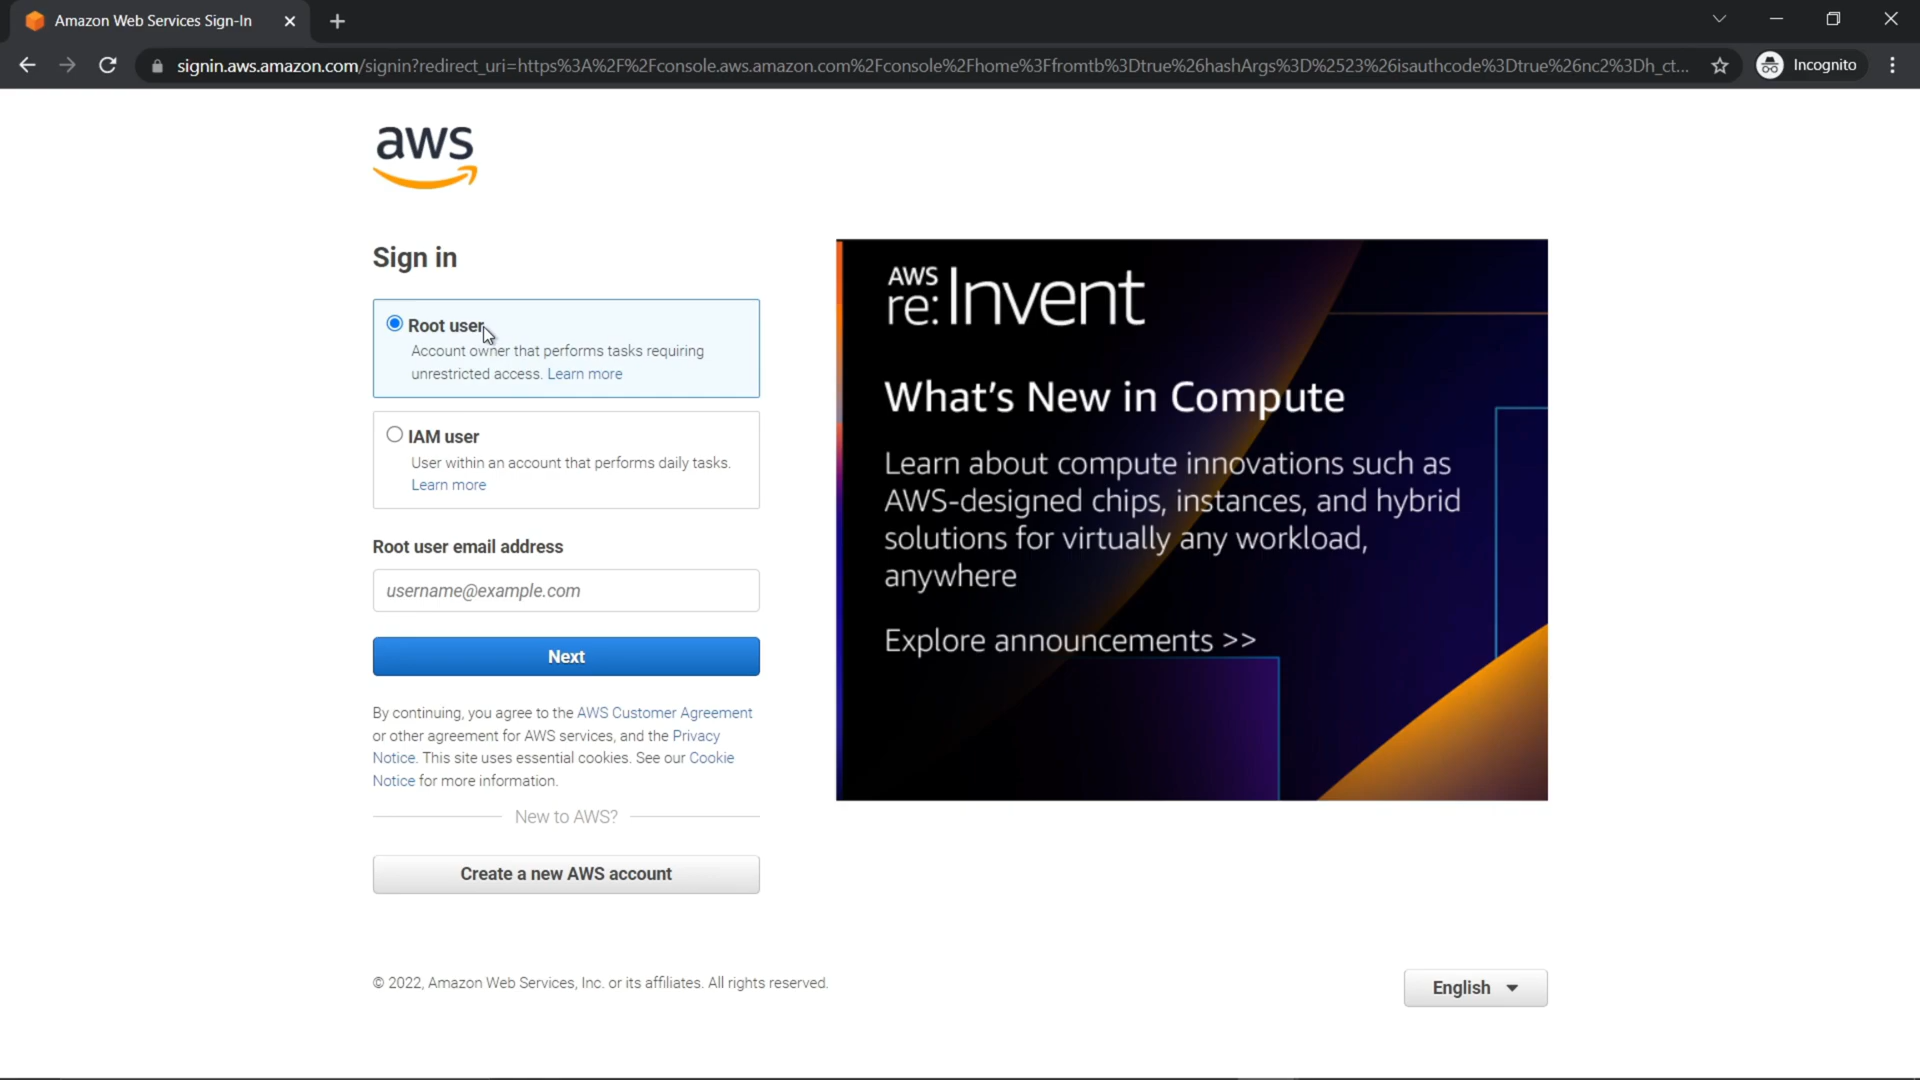 Amazon Web Services Sign-In
signin.aws.amazon.com/signin?redirect_uri=https%3A%2F%2Fconsole.aws.amazon.com%2Fconsole%2Fhome%3Ffromtb%3Dtrue%26hashArgs%3D%2523%26isauthcode%3Dtrue%26nc2%3Dh_ct...
Incognito
aws
Sign in
Root user
Account owner that performs tasks requiring
unrestricted access. Learn more
IAM user
User within an account that performs daily tasks.
Learn more
Root user email address
username@example.com
Next
By continuing, you agree to the AWS Customer Agreement
or other agreement for AWS services, and the Privacy
Notice. This site uses essential cookies. See our Cookie
Notice for more information.
New to AWS?
Create a new AWS account
AWS
re:Invent
What's New in Compute
Learn about compute innovations such as
AWS-designed chips, instances, and hybrid
solutions for virtually any workload,
anywhere
Explore announcements >>
© 2022, Amazon Web Services, Inc. or its affiliates. All rights reserved.
English